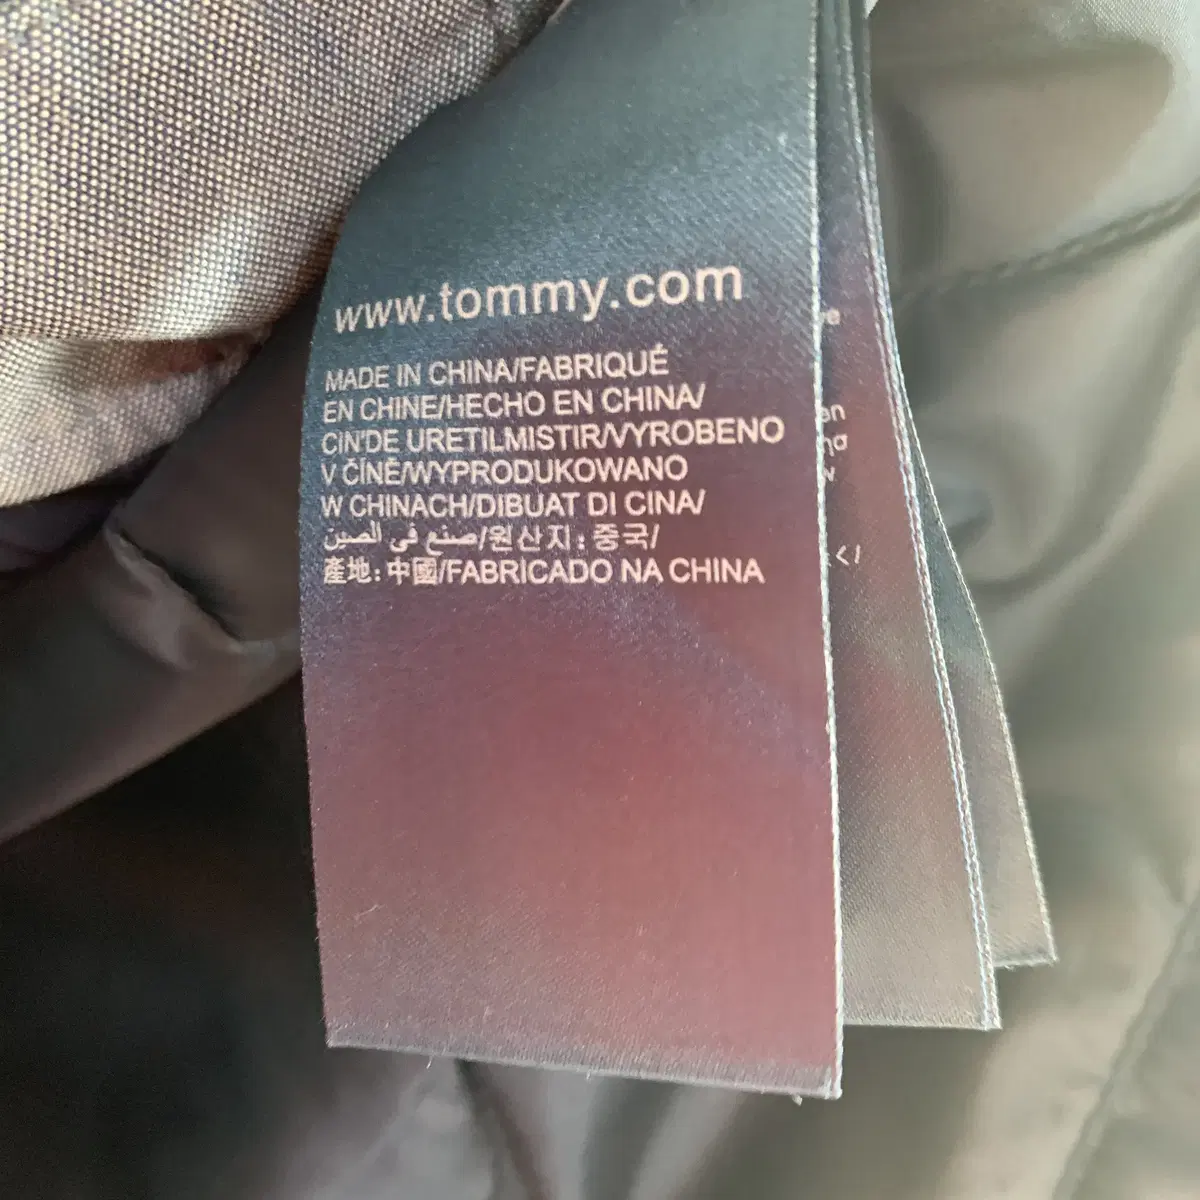 www.tommy.com
MADE IN CHINA/FABRIQUÉ
EN CHINE/HECHO EN CHINA/
CIN'DE URETILMISTIR/VYROBENO
V ČÍNĚ/WYPRODUKOWANO
W CHINACH/DIBUAT DI CINA/
صنع في الصين/원산지: 중국/
產地: 中國/FABRICADO NA CHINA